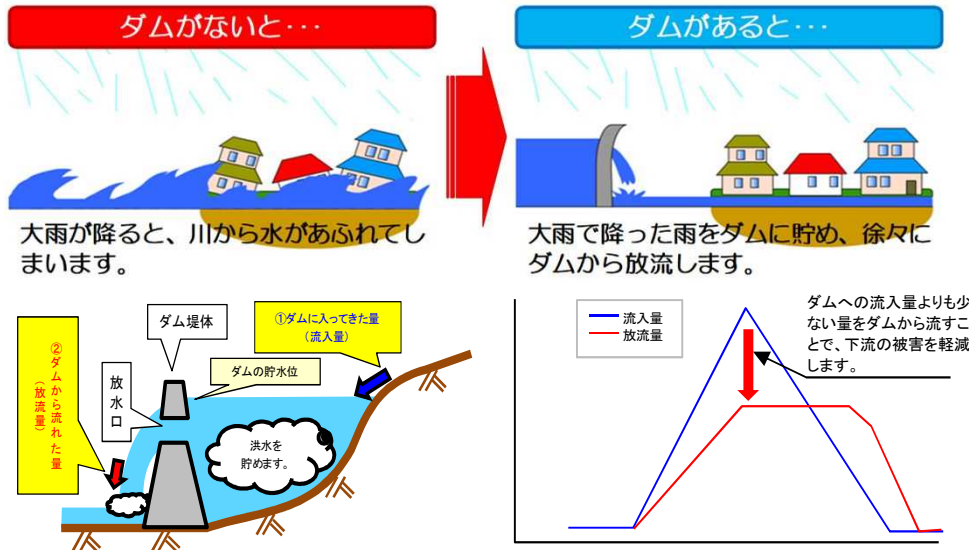 ダムがないと･･･
ダムがあると･･･
大雨が降ると、川から水があふれてし
まいます。
大雨で降った雨をダムに貯め、徐々に
ダムから放流します。
②ダムから流れた量
(放流量)
放水口
ダム堤体
①ダムに入ってきた量
(流入量)
ダムの貯水位
洪水を
貯めます。
流入量
放流量
ダムへの流入量よりも少
ない量をダムから流すこ
とで、下流の被害を軽減
します。